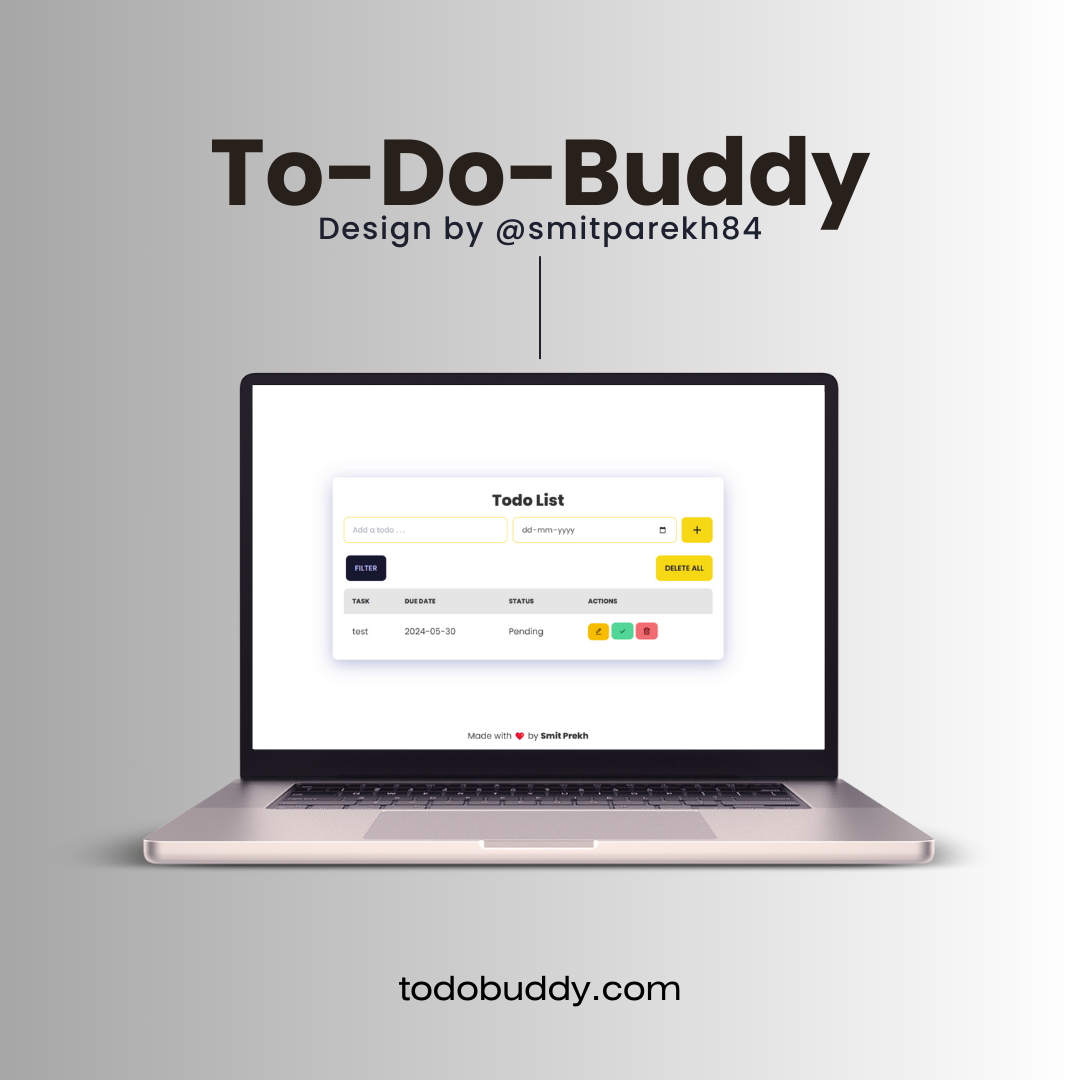 To-Do-Buddy
Design by @smitparekh84
Todo List
Add a todo . . .
dd-mm-yyyy
+
FILTER
DELETE ALL
TASK DUE DATE STATUS ACTIONS
test 2024-05-30 Pending
Made with ❤ by Smit Prekh
todobuddy.com